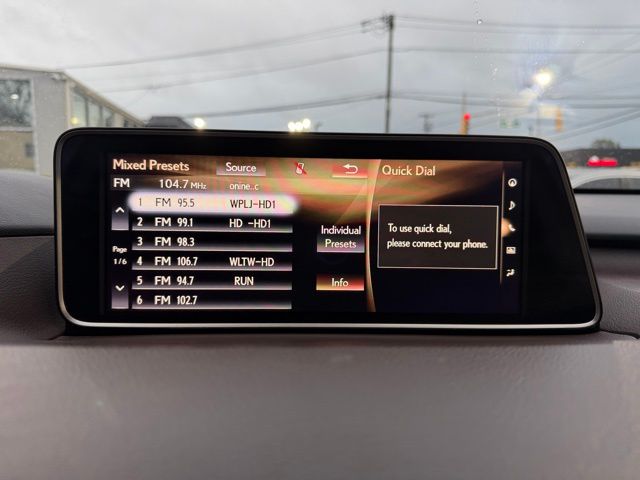 Mixed Presets Source Quick Dial
FM 104.7 MHz onine..c
1 FM 95.5 WPLJ-HD1
2 FM 99.1 HD -HD1
3 FM 98.3
4 FM 106.7 WLTW-HD
5 FM 94.7 RUN
6 FM 102.7
Page
1/6
Individual
Presets
Info
To use quick dial,
please connect your phone.